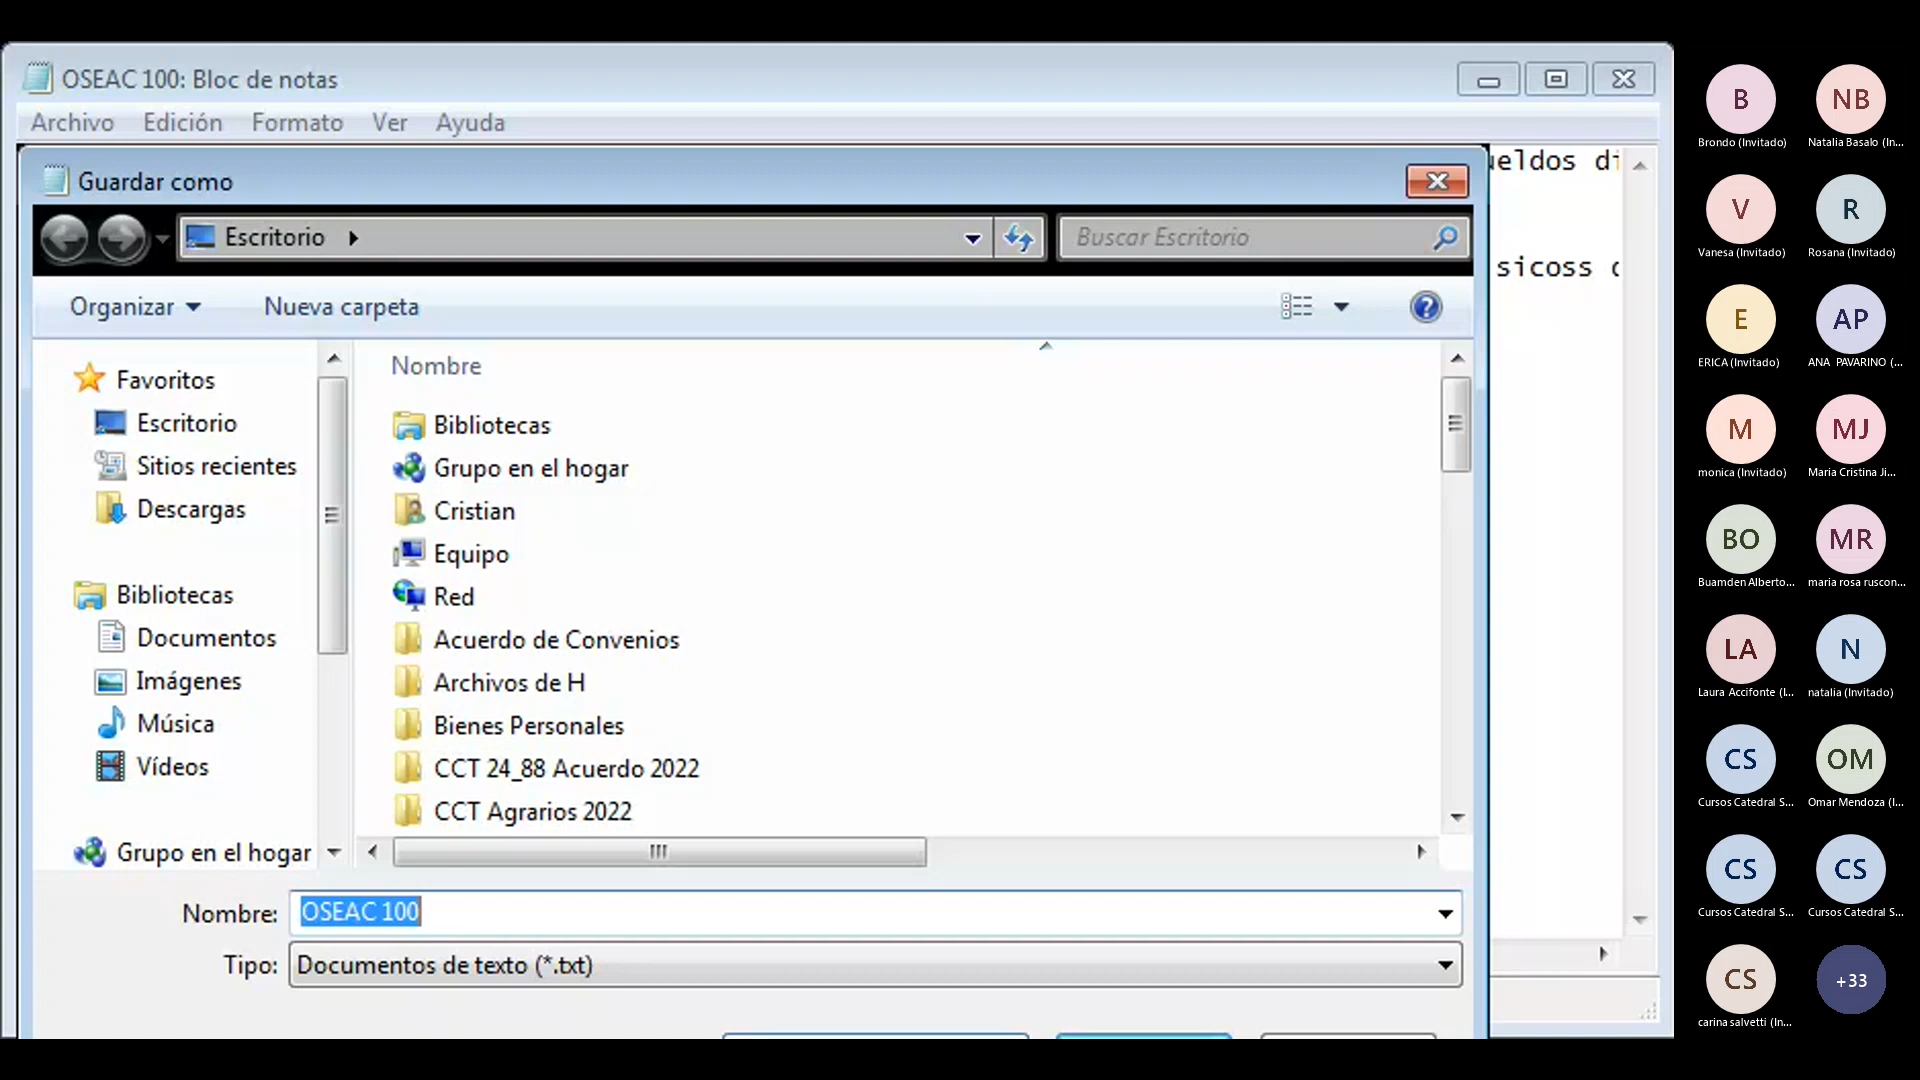 OSEAC 100: Bloc de notas
Archivo Edición Formato Ver Ayuda
ueldos di
sicoss
Guardar como
Escritorio
Buscar Escritorio
Organizar
Nueva carpeta
Favoritos
Escritorio
Sitios recientes
Descargas
Bibliotecas
Documentos
Imágenes
Música
Vídeos
Grupo en el hogar
Nombre
Bibliotecas
Grupo en el hogar
Cristian
Equipo
Red
Acuerdo de Convenios
Archivos de H
Bienes Personales
CCT 24_88 Acuerdo 2022
CCT Agrarios 2022
Nombre: OSEAC 100
Tipo: Documentos de texto (*.txt)
B
Brondo (Invitado)
NB
Natalia Basalo (In...
V
Vanesa (Invitado)
R
Rosana (Invitado)
E
ERICA (Invitado)
AP
ANA PAVARINO (...
M
monica (Invitado)
MJ
Maria Cristina Ji...
BO
Buamden Alberto...
MR
maria rosa ruscon...
LA
Laura Accifonte (I...
N
natalia (Invitado)
CS
Cursos Catedral S...
OM
Omar Mendoza (I...
CS
Cursos Catedral S...
CS
Cursos Catedral S...
CS
carina salvetti (In...
+33